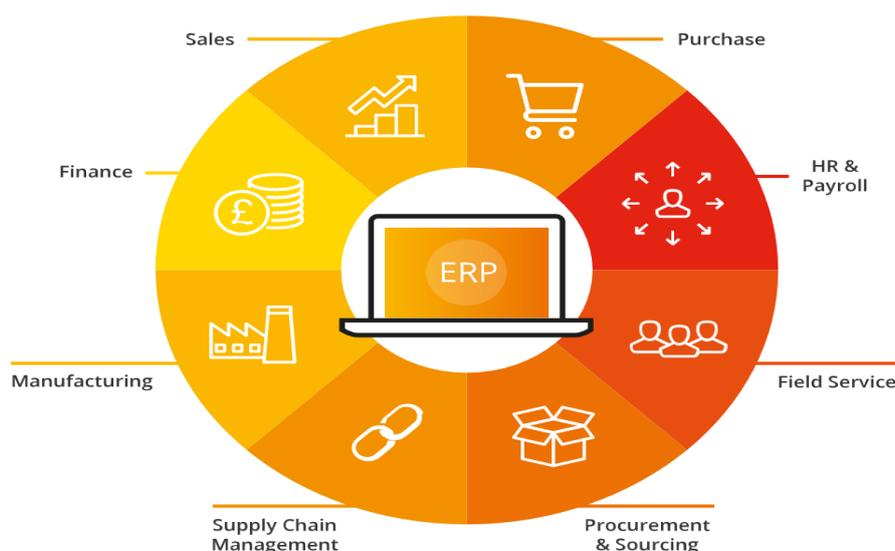 Sales
Purchase
Finance
HR &
Payroll
£
ERP
Manufacturing
Field Service
Supply Chain
Management
Procurement
& Sourcing